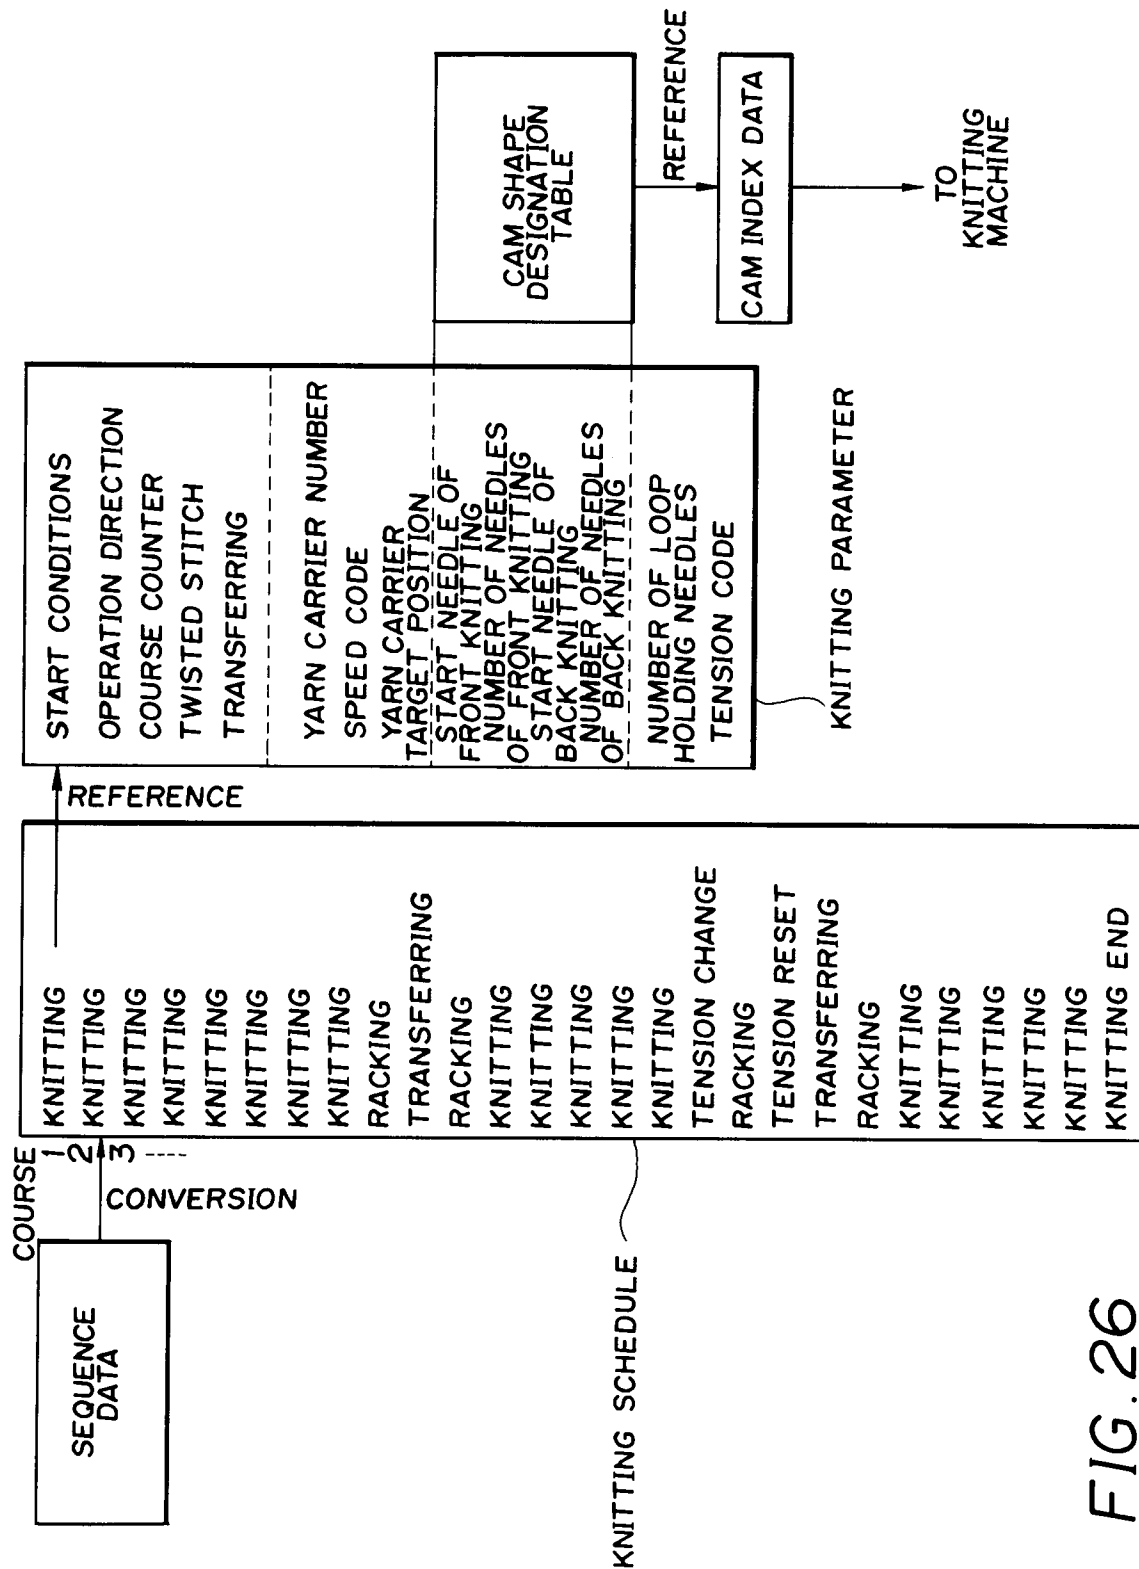 SEQUENCE
DATA
CONVERSION
COURSE
1
2
3
KNITTING
KNITTING
KNITTING
KNITTING
KNITTING
KNITTING
KNITTING
KNITTING
RACKING
TRANSFERRING
RACKING
KNITTING
KNITTING
KNITTING
KNITTING
KNITTING
TENSION CHANGE
RACKING
TENSION RESET
TRANSFERRING
RACKING
KNITTING
KNITTING
KNITTING
KNITTING
KNITTING
KNITTING END
KNITTING SCHEDULE
REFERENCE
START CONDITIONS
OPERATION DIRECTION
COURSE COUNTER
TWISTED STITCH
TRANSFERRING
YARN CARRIER NUMBER
SPEED CODE
YARN CARRIER
TARGET POSITION
START NEEDLE OF
FRONT KNITTING
NUMBER OF NEEDLES
OF FRONT KNITTING
START NEEDLE OF
BACK KNITTING
NUMBER OF NEEDLES
OF BACK KNITTING
NUMBER OF LOOP
HOLDING NEEDLES
TENSION CODE
KNITTING PARAMETER
CAM SHAPE
DESIGNATION
TABLE
REFERENCE
CAM INDEX DATA
TO
KNITTING
MACHINE
FIG. 26